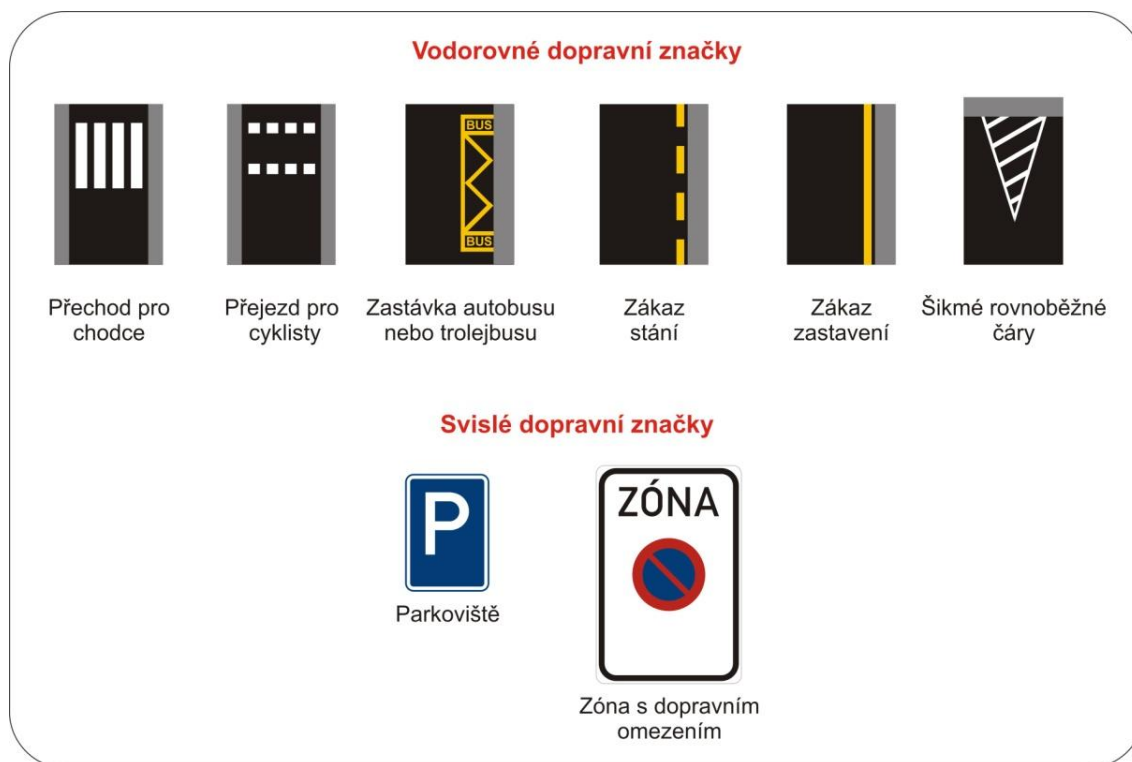 Vodorovné dopravní značky
BUS
BUS
Přechod pro
chodce
Přejezd pro
cyklisty
Zastávka autobusu
nebo trolejbusu
Zákaz
stání
Zákaz
zastavení
Šikmé rovnoběžné
čáry
Svislé dopravní značky
P
Parkoviště
ZÓNA
Zóna s dopravním
omezením